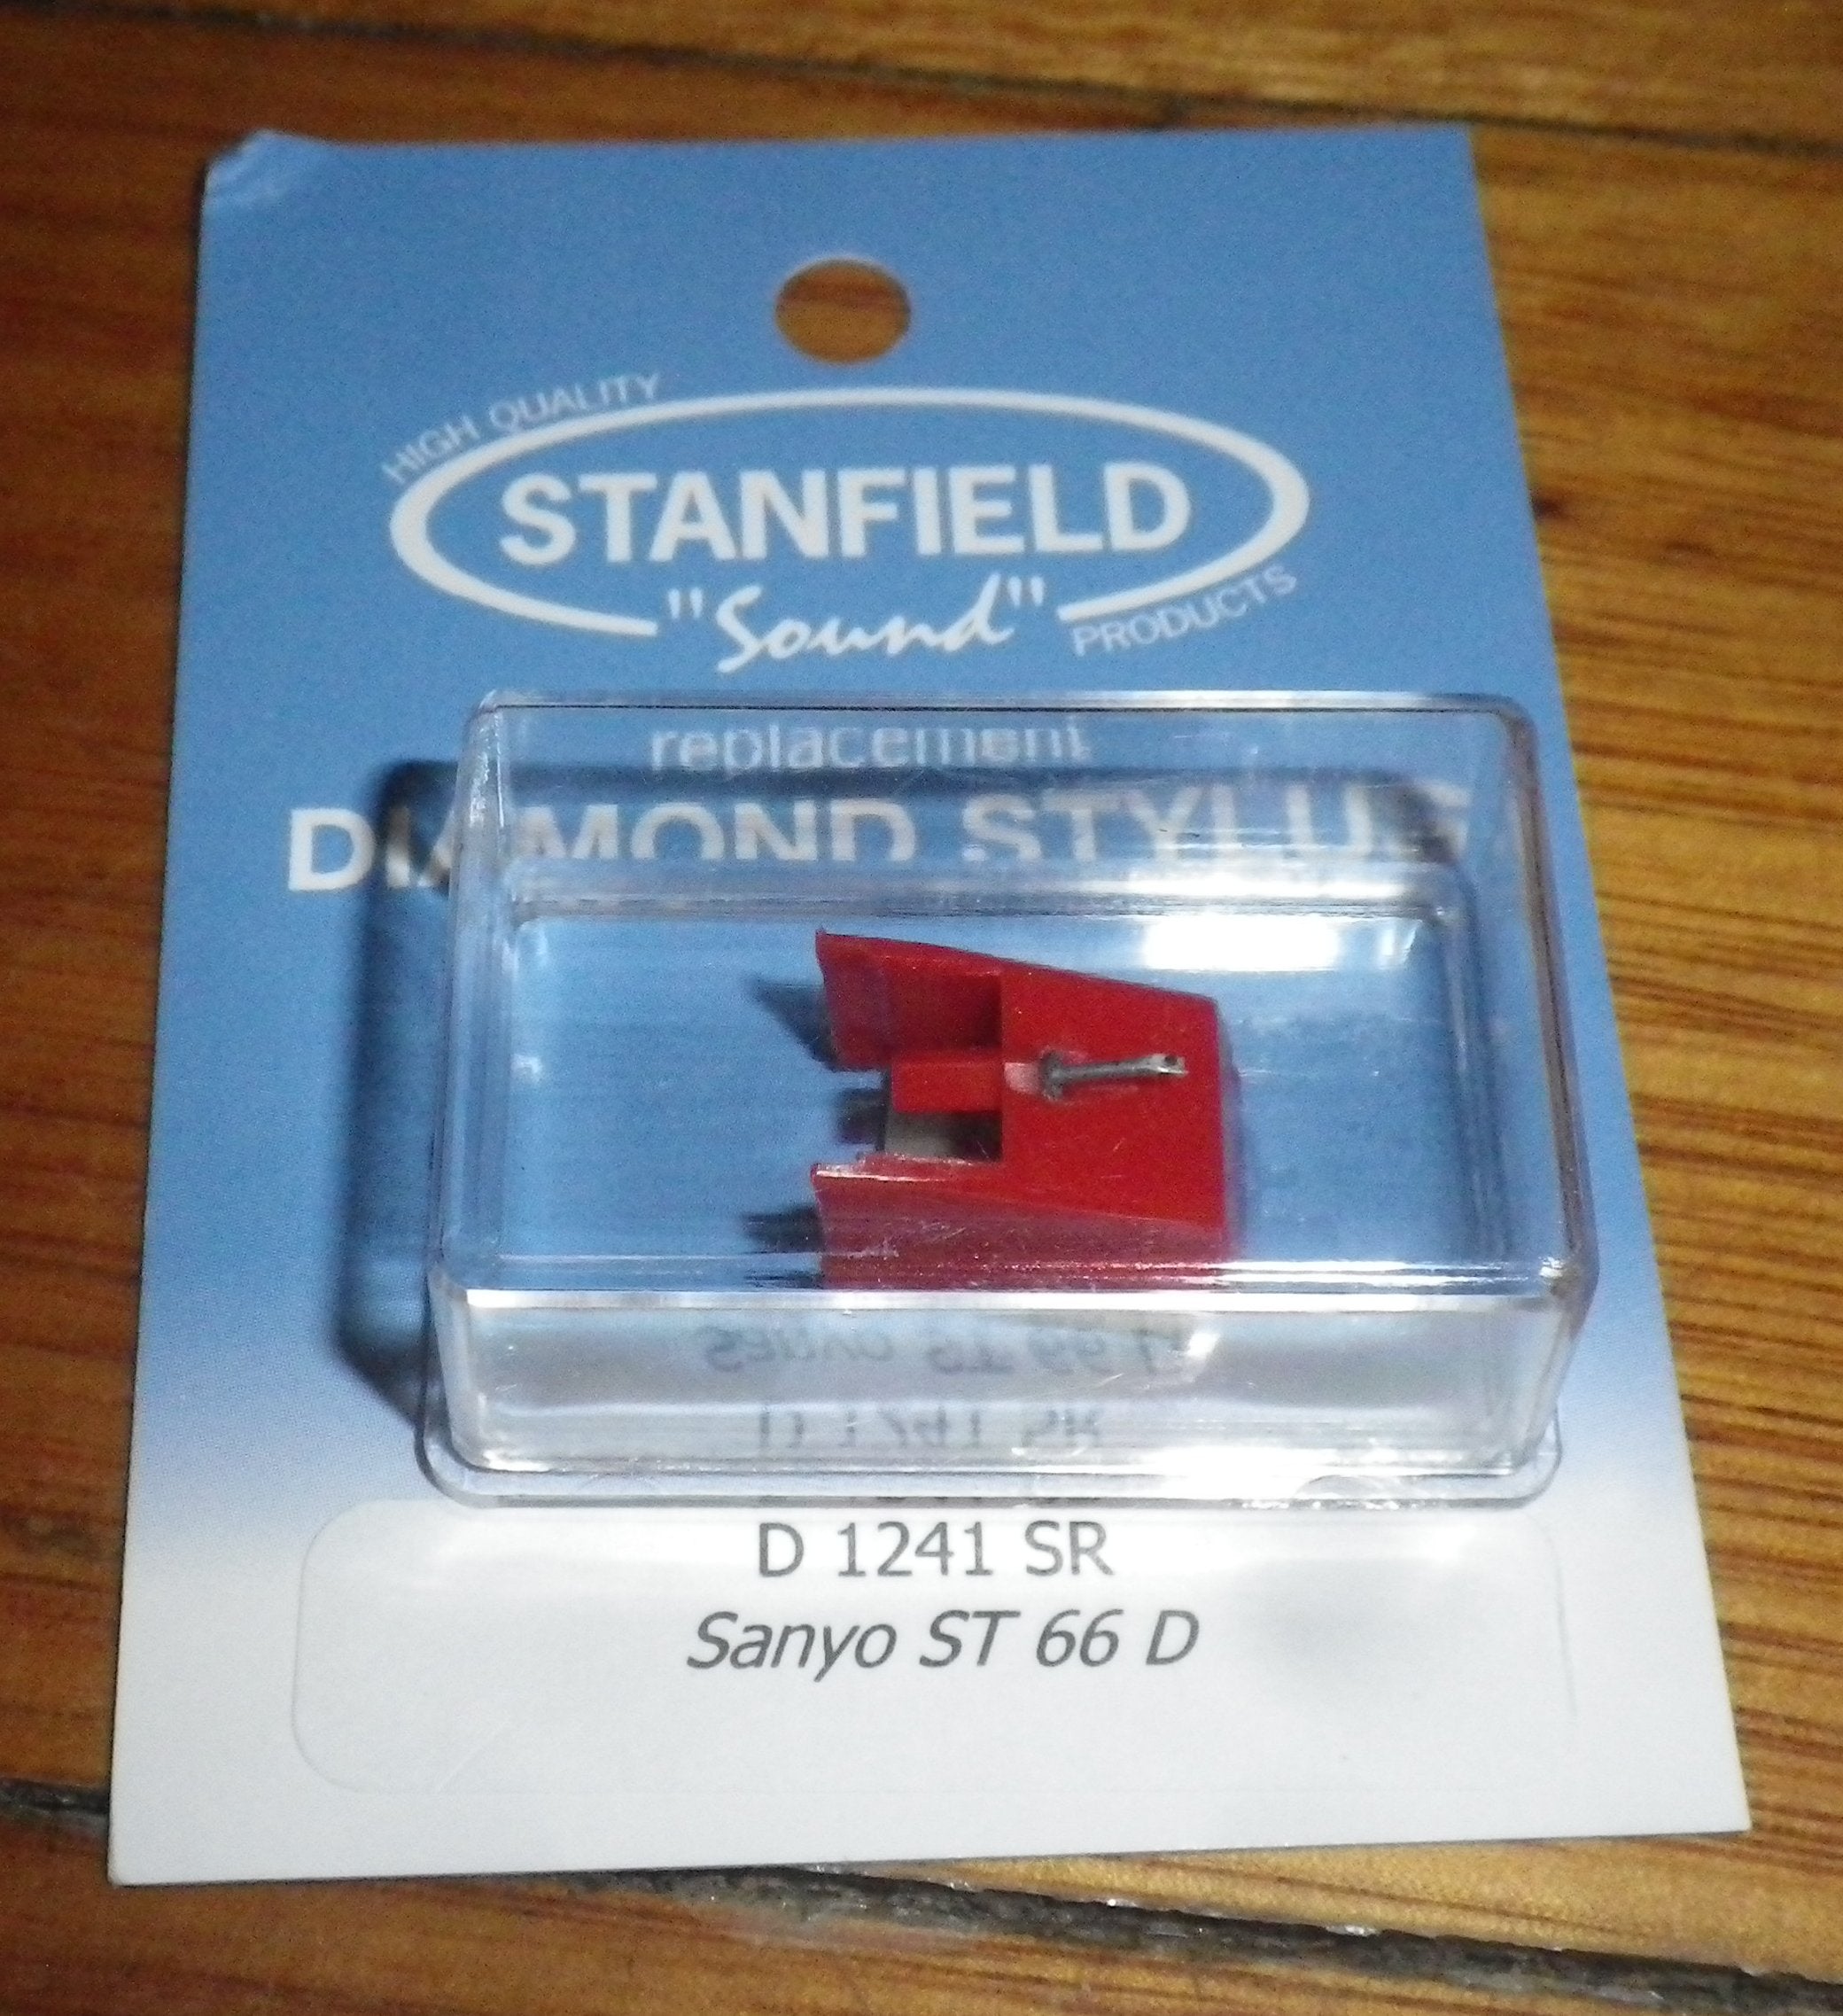 HIGH QUALITY
STANFIELD
"Sound"
PRODUCTS
replacement
DIAMOND STYLUS
D 1241 SR
Sanyo ST 66 D